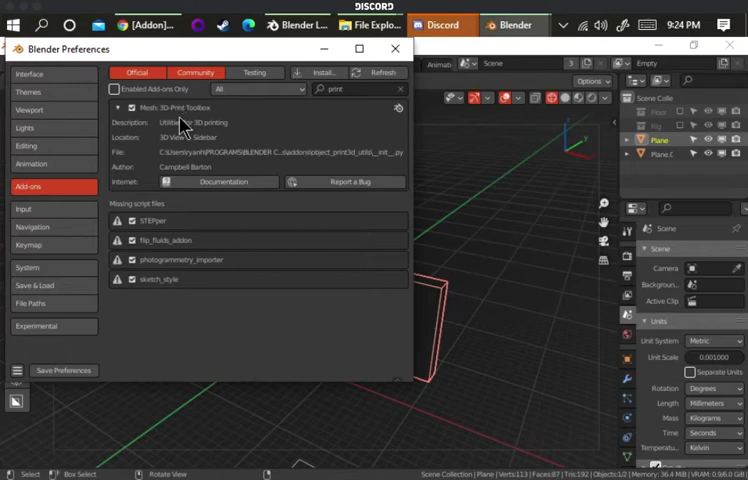 DISCORD
[Addon]...
Blender L...
File Explo...
Discord
Blender
9:24 PM
Blender Preferences
Interface
Themes
Viewport
Lights
Editing
Animation
Add-ons
Input
Navigation
Keymap
System
Save & Load
File Paths
Experimental
Save Preferences
Official
Community
Testing
Install...
Refresh
Enabled Add-ons Only
All
print
Mesh: 3D-Print Toolbox
Description: Utilities for 3D printing
Location: 3D View > Sidebar
File: C:\Users\ryanh\PROGRAMS\BLENDER C...s\addons\object_print3d_utils\__init__.py
Author: Campbell Barton
Internet:
Documentation
Report a Bug
Missing script files
STEPper
flip_fluids_addon
photogrammetry_importer
sketch_style
Animati
Scene
3
Empty
Options
Scene Colle
Floor
Rig
Plane
Plane.C
Scene
Scene
Camera
Backgroun..
Active Clip
Units
Unit System
Metric
Unit Scale
0.001000
Separate Units
Rotation
Degrees
Length
Millimeters
Mass
Kilograms
Time
Seconds
Temperatu..
Kelvin
Select
Box Select
Rotate View
Scene Collection | Plane | Verts:113 | Faces:87 | Tris:192 | Objects:1/2 | Memory: 36.4 MiB | VRAM: 0.9/6.0 Gi